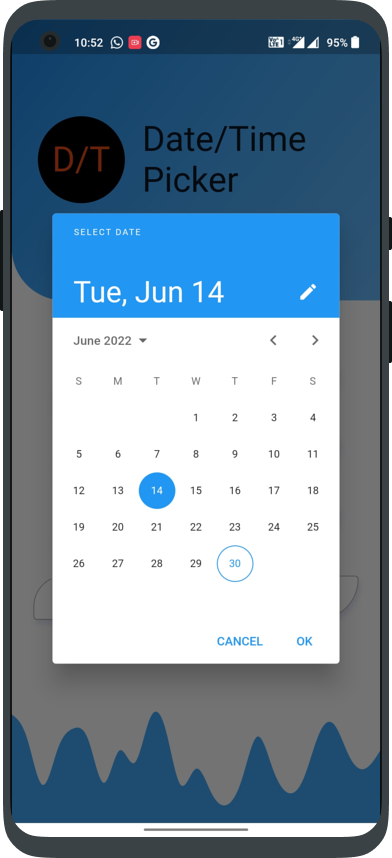 10:52
4G+
95%
D/T
Date/Time
Picker
SELECT DATE
Tue, Jun 14
June 2022
S M T W T F S
1 2 3 4
5 6 7 8 9 10 11
12 13 14 15 16 17 18
19 20 21 22 23 24 25
26 27 28 29 30
CANCEL OK